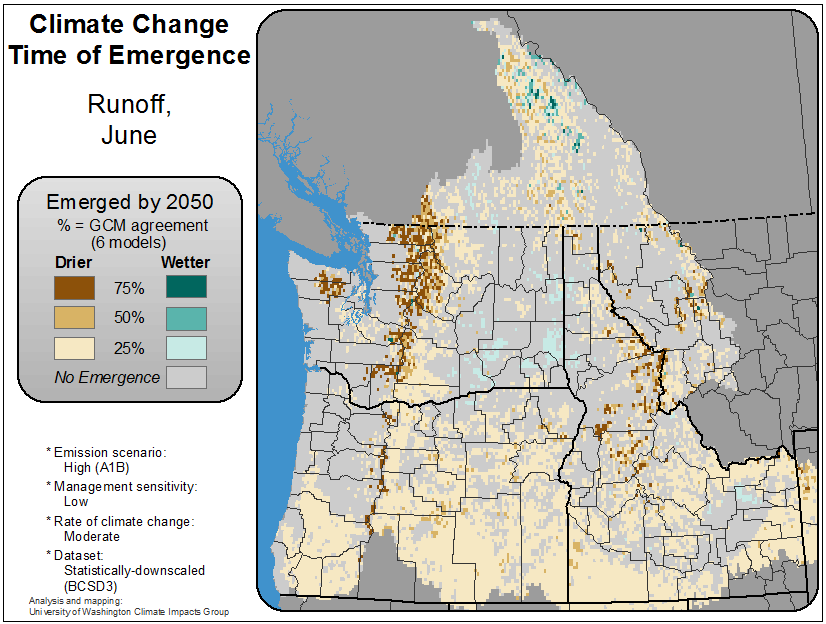 Climate Change
Time of Emergence
Runoff,
June
Emerged by 2050
% = GCM agreement
(6 models)
Drier Wetter
75%
50%
25%
No Emergence
* Emission scenario:
High (A1B)
* Management sensitivity:
Low
* Rate of climate change:
Moderate
* Dataset:
Statistically-downscaled
(BCSD3)
Analysis and mapping:
University of Washington Climate Impacts Group